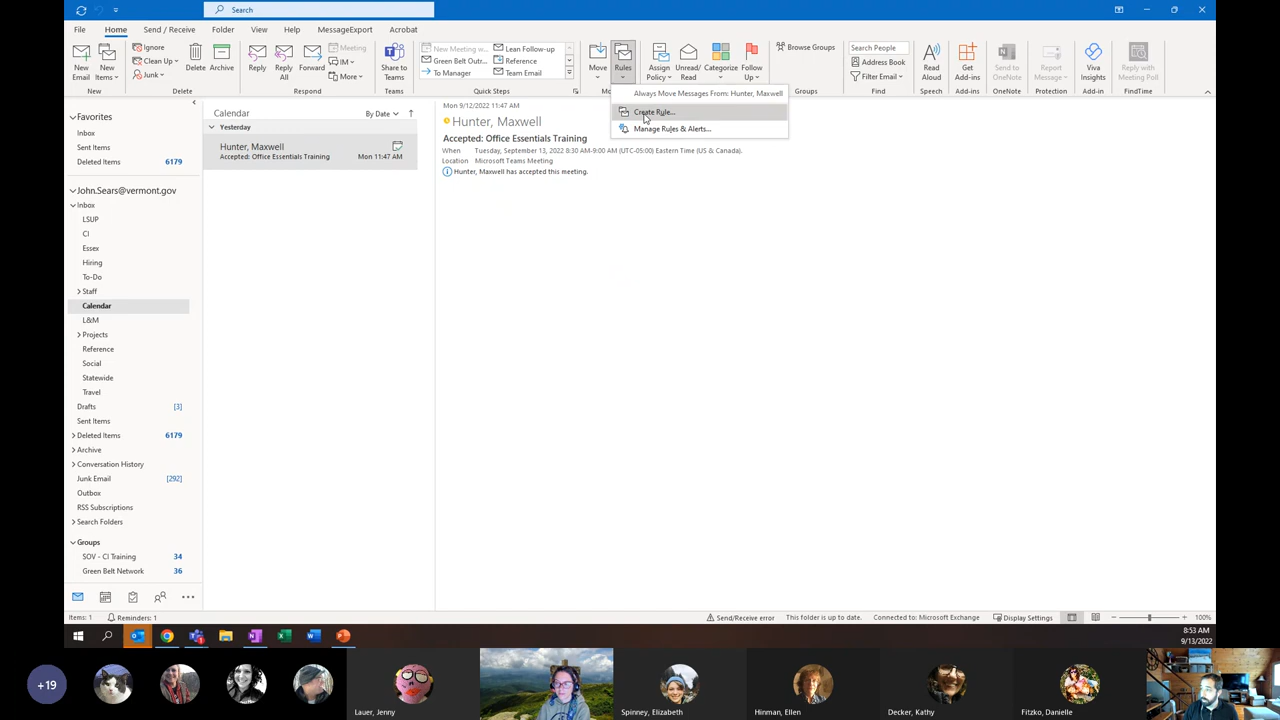 Search
File Home Send / Receive Folder View Help MessageExport Acrobat
New Email
New Items
Ignore
Clean Up
Junk
Delete
Archive
Reply
Reply All
Forward
Meeting
IM
More
Share to Teams
New Meeting w...
Green Belt Outr...
To Manager
Lean Follow-up
Reference
Team Email
Move
Rules
Assign Policy
Unread/ Read
Categorize
Follow Up
Browse Groups
Search People
Address Book
Filter Email
Read Aloud
Get Add-ins
Send to OneNote
Report Message
Viva Insights
Reply with Meeting Poll
New Delete Respond Teams Quick Steps Mo Groups Find Speech Add-ins OneNote Protection Add-in FindTime
Always Move Messages From: Hunter, Maxwell
Create Rule...
Manage Rules & Alerts...
Favorites
Inbox
Sent Items
Deleted Items 6179
John.Sears@vermont.gov
Inbox
LSUP
CI
Essex
Hiring
To-Do
Staff
Calendar
L&M
Projects
Reference
Social
Statewide
Travel
Drafts [3]
Sent Items
Deleted Items 6179
Archive
Conversation History
Junk Email [292]
Outbox
RSS Subscriptions
Search Folders
Groups
SOV - CI Training 34
Green Belt Network 36
Calendar By Date
Yesterday
Hunter, Maxwell
Accepted: Office Essentials Training Mon 11:47 AM
Mon 9/12/2022 11:47 AM
Hunter, Maxwell
Accepted: Office Essentials Training
When Tuesday, September 13, 2022 8:30 AM-9:00 AM (UTC-05:00) Eastern Time (US & Canada).
Location Microsoft Teams Meeting
Hunter, Maxwell has accepted this meeting.
Items: 1 Reminders: 1 Send/Receive error This folder is up to date. Connected to: Microsoft Exchange Display Settings 100%
8:53 AM
9/13/2022
+19
Lauer, Jenny
Spinney, Elizabeth
Hinman, Ellen
Decker, Kathy
Fitzko, Danielle